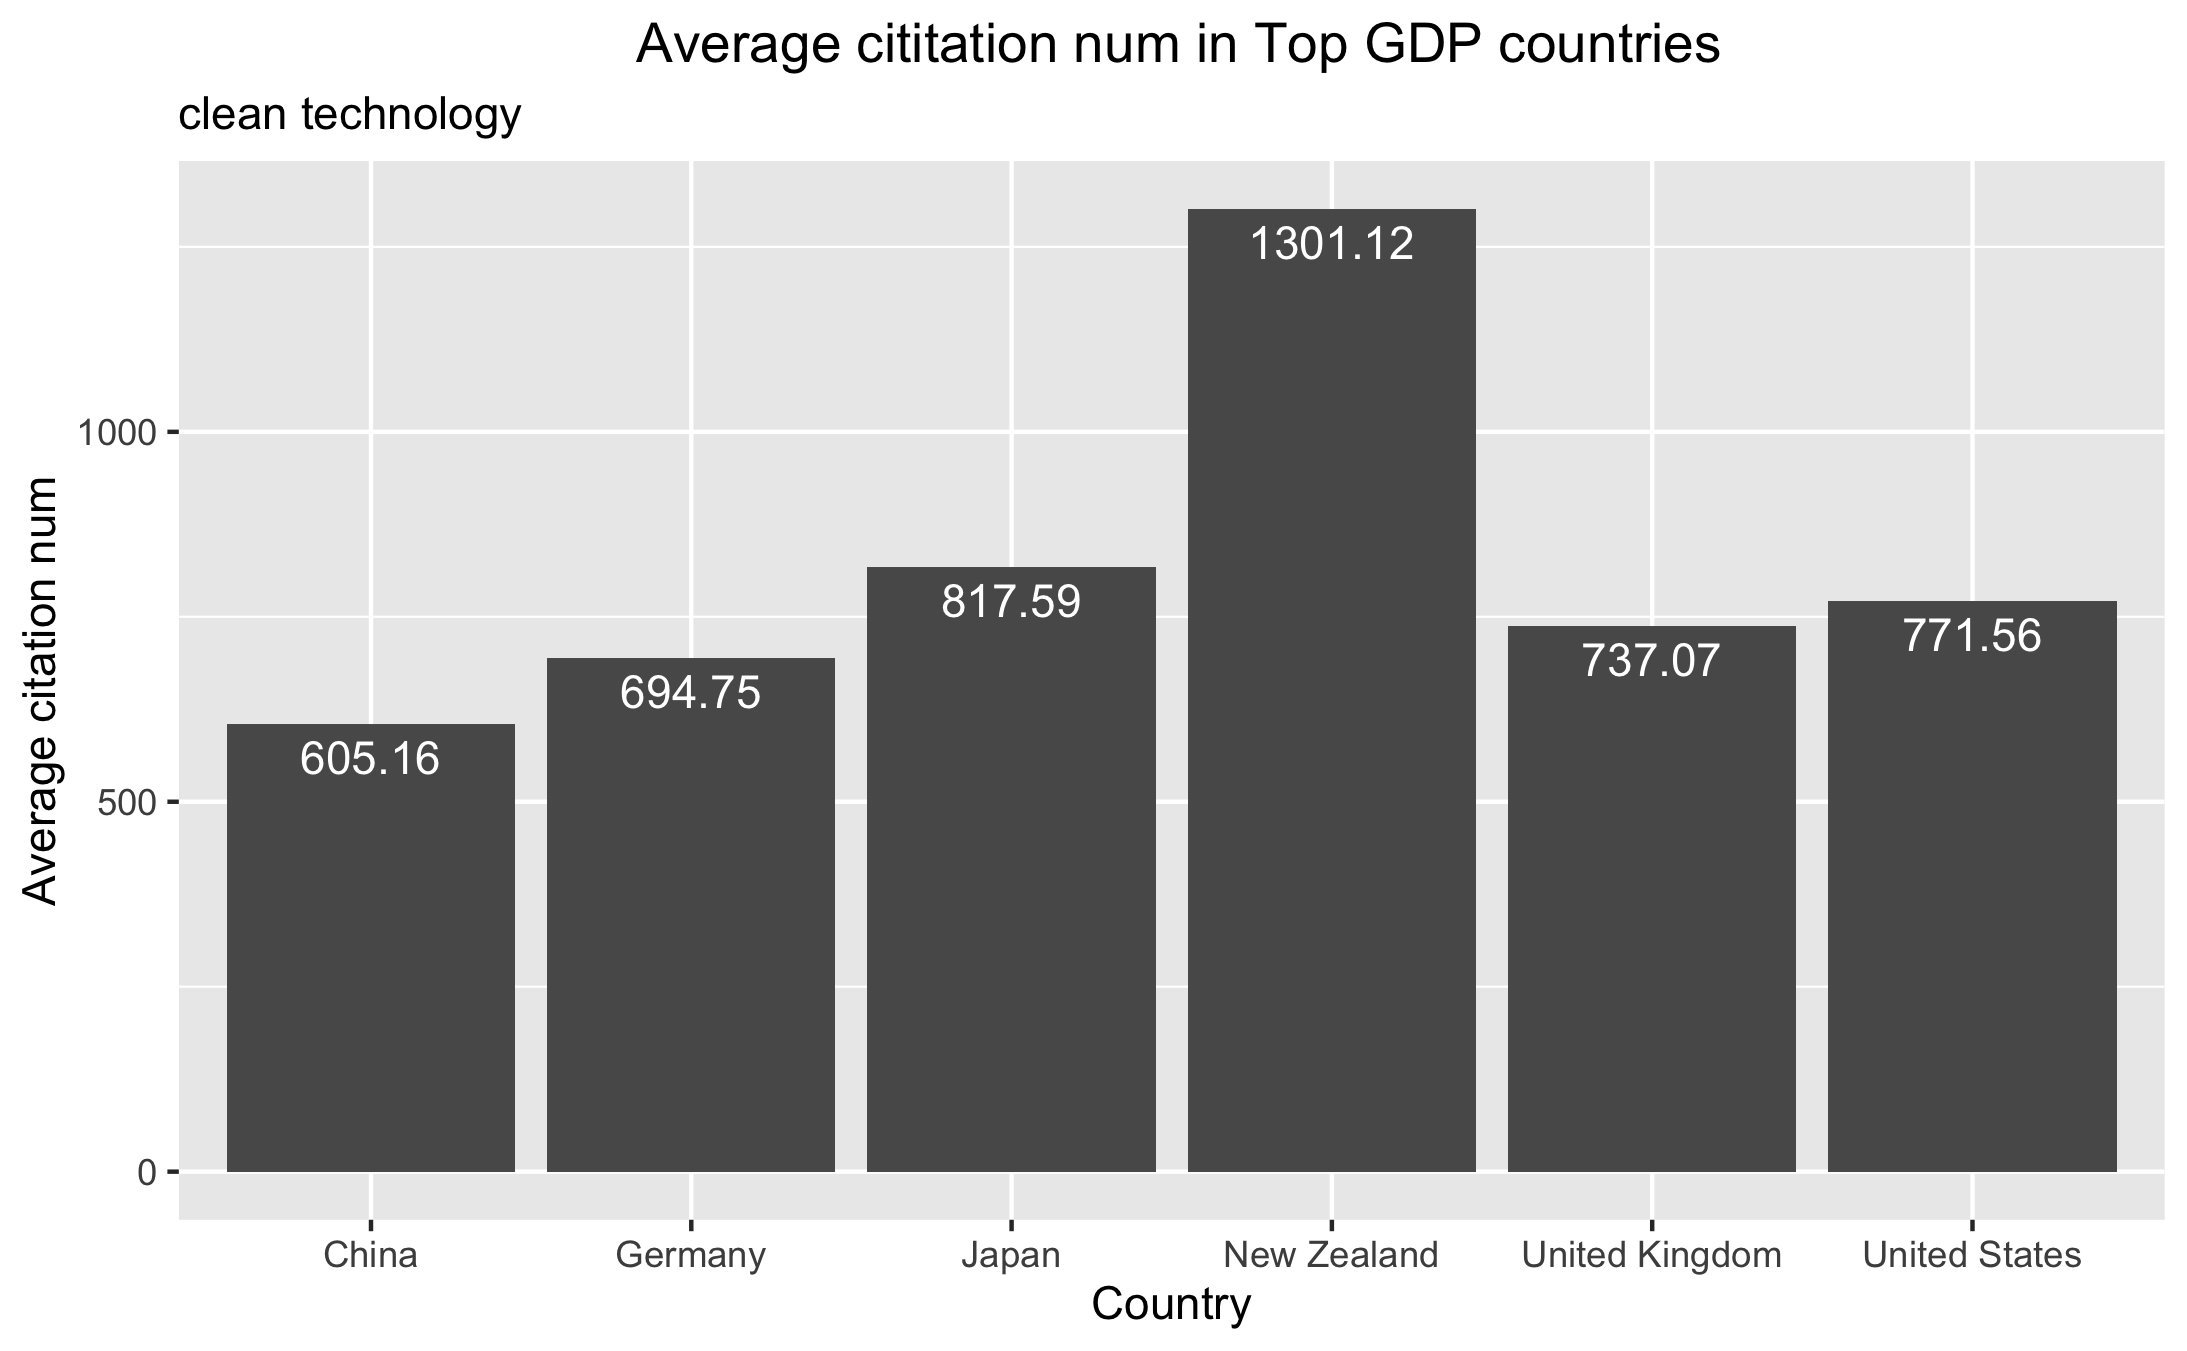 Average cititation num in Top GDP countries
clean technology
Average citation num
1000
500
0
605.16
694.75
817.59
1301.12
737.07
771.56
China
Germany
Japan
New Zealand
United Kingdom
United States
Country